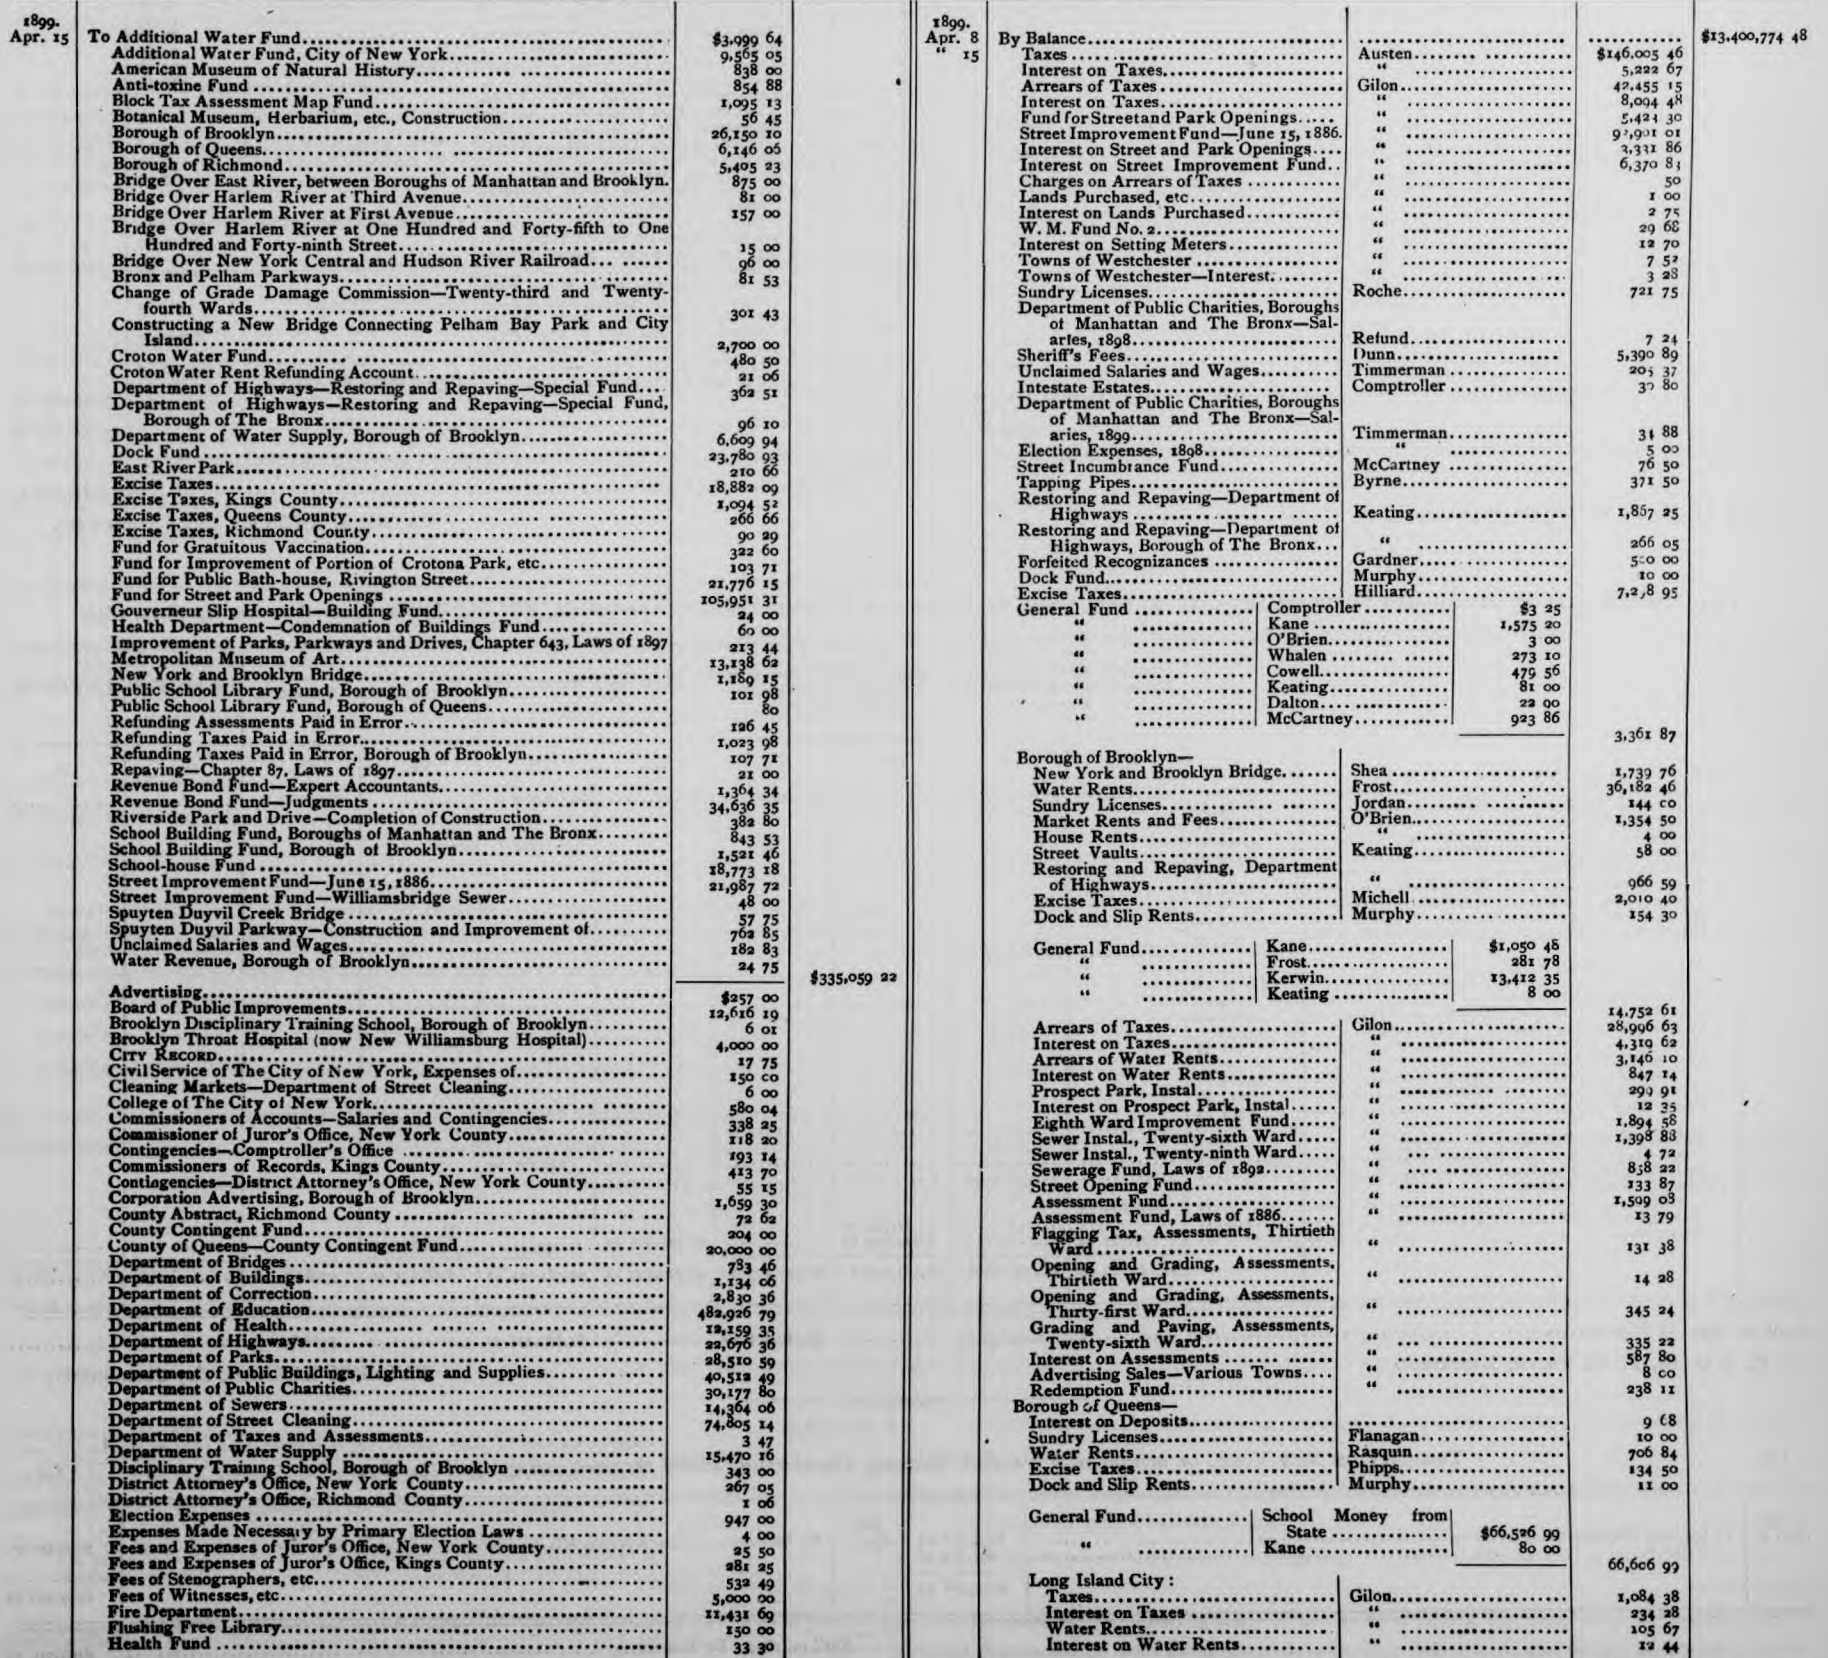 1899.
Apr. 15 To Additional Water Fund $3,999 64
Additional Water Fund, City of New York 9,565 05
American Museum of Natural History 838 00
Anti-toxine Fund 854 88
Block Tax Assessment Map Fund 1,095 13
Botanical Museum, Herbarium, etc., Construction 56 45
Borough of Brooklyn 26,150 10
Borough of Queens 6,146 06
Borough of Richmond 5,405 23
Bridge Over East River, between Boroughs of Manhattan and Brooklyn. 875 00
Bridge Over Harlem River at Third Avenue 81 00
Bridge Over Harlem River at First Avenue 157 00
Bridge Over Harlem River at One Hundred and Forty-fifth to One
Hundred and Forty-ninth Street 15 00
Bridge Over New York Central and Hudson River Railroad 96 00
Bronx and Pelham Parkways 81 53
Change of Grade Damage Commission—Twenty-third and Twenty-
fourth Wards 301 43
Constructing a New Bridge Connecting Pelham Bay Park and City
Island 2,700 00
Croton Water Fund 480 50
Croton Water Rent Refunding Account 21 06
Department of Highways—Restoring and Repaving—Special Fund 362 51
Department of Highways—Restoring and Repaving—Special Fund,
Borough of The Bronx 96 10
Department of Water Supply, Borough of Brooklyn 6,609 94
Dock Fund 23,780 93
East River Park 210 66
Excise Taxes 18,882 09
Excise Taxes, Kings County 1,094 52
Excise Taxes, Queens County 266 66
Excise Taxes, Richmond County 90 29
Fund for Gratuitous Vaccination 322 60
Fund for Improvement of Portion of Crotona Park, etc 103 71
Fund for Public Bath-house, Rivington Street 21,776 15
Fund for Street and Park Openings 105,951 31
Gouverneur Slip Hospital—Building Fund 24 00
Health Department—Condemnation of Buildings Fund 60 00
Improvement of Parks, Parkways and Drives, Chapter 643, Laws of 1897 213 44
Metropolitan Museum of Art 13,138 62
New York and Brooklyn Bridge 1,189 15
Public School Library Fund, Borough of Brooklyn 101 98
Public School Library Fund, Borough of Queens 80
Refunding Assessments Paid in Error 126 45
Refunding Taxes Paid in Error 1,023 98
Refunding Taxes Paid in Error, Borough of Brooklyn 107 71
Repaving—Chapter 87, Laws of 1897 21 00
Revenue Bond Fund—Expert Accountants 1,364 34
Revenue Bond Fund—Judgments 34,636 35
Riverside Park and Drive—Completion of Construction 382 80
School Building Fund, Boroughs of Manhattan and The Bronx 843 53
School Building Fund, Borough of Brooklyn 1,521 46
School-house Fund 18,773 18
Street Improvement Fund—June 15, 1886 21,987 72
Street Improvement Fund—Williamsbridge Sewer 48 00
Spuyten Duyvil Creek Bridge 57 75
Spuyten Duyvil Parkway—Construction and Improvement of 762 85
Unclaimed Salaries and Wages 182 83
Water Revenue, Borough of Brooklyn 24 75
$335,059 22
Advertising $257 00
Board of Public Improvements 12,616 19
Brooklyn Disciplinary Training School, Borough of Brooklyn 6 01
Brooklyn Throat Hospital (now New Williamsburg Hospital) 4,000 00
CITY RECORD 17 75
Civil Service of The City of New York, Expenses of 150 00
Cleaning Markets—Department of Street Cleaning 6 00
College of The City of New York 580 04
Commissioners of Accounts—Salaries and Contingencies 338 25
Commissioner of Juror's Office, New York County 118 20
Contingencies—Comptroller's Office 193 14
Commissioners of Records, Kings County 413 70
Contingencies—District Attorney's Office, New York County 55 15
Corporation Advertising, Borough of Brooklyn 1,659 30
County Abstract, Richmond County 72 62
County Contingent Fund 204 00
County of Queens—County Contingent Fund 20,000 00
Department of Bridges 783 46
Department of Buildings 1,134 06
Department of Correction 2,830 36
Department of Education 482,926 79
Department of Health 12,159 35
Department of Highways 22,676 36
Department of Parks 28,510 59
Department of Public Buildings, Lighting and Supplies 40,512 49
Department of Public Charities 30,177 80
Department of Sewers 14,364 06
Department of Street Cleaning 74,805 14
Department of Taxes and Assessments 3 47
Department of Water Supply 15,470 16
Disciplinary Training School, Borough of Brooklyn 343 00
District Attorney's Office, New York County 267 05
District Attorney's Office, Richmond County 1 06
Election Expenses 947 00
Expenses Made Necessary by Primary Election Laws 4 00
Fees and Expenses of Juror's Office, New York County 25 50
Fees and Expenses of Juror's Office, Kings County 281 25
Fees of Stenographers, etc 532 49
Fees of Witnesses, etc 5,000 00
Fire Department 11,431 69
Flushing Free Library 150 00
Health Fund 33 30
1899.
Apr. 8 By Balance $13,400,774 48
" 15 Taxes Austen $146,005 46
Interest on Taxes " 5,222 67
Arrears of Taxes Gilon 42,455 15
Interest on Taxes " 8,094 48
Fund for Street and Park Openings "
Street Improvement Fund—June 15, 1886. "
Interest on Street and Park Openings " 3,331 86
Interest on Street Improvement Fund "
Charges on Arrears of Taxes " 50
Lands Purchased, etc " 1 00
Interest on Lands Purchased " 2 75
W. M. Fund No. 2 " 29 68
Interest on Setting Meters " 12 70
Towns of Westchester " 7 52
Towns of Westchester—Interest " 3 28
Sundry Licenses Roche 721 75
Department of Public Charities, Boroughs
of Manhattan and The Bronx—Sal-
aries, 1898 Refund 7 24
Sheriff's Fees Dunn 5,390 89
Unclaimed Salaries and Wages Timmerman 205 37
Intestate Estates Comptroller 30 80
Department of Public Charities, Boroughs
of Manhattan and The Bronx—Sal-
aries, 1899 Timmerman 34 88
Election Expenses, 1898 " 5 00
Street Incumbrance Fund McCartney 76 50
Tapping Pipes Byrne 371 50
Restoring and Repaving—Department of
Highways Keating 1,867 25
Restoring and Repaving—Department of
Highways, Borough of The Bronx " 266 05
Forfeited Recognizances Gardner
Dock Fund Murphy 10 00
Excise Taxes Hilliard
General Fund Comptroller $3 25
" Kane 1,575 20
" O'Brien 3 00
" Whalen 273 10
" Cowell 479 56
" Keating 81 00
" Dalton 22 90
" McCartney 923 86
3,361 87
Borough of Brooklyn—
New York and Brooklyn Bridge Shea 1,739 76
Water Rents Frost 36,182 46
Sundry Licenses Jordan 144 00
Market Rents and Fees O'Brien 1,354 50
House Rents " 4 00
Street Vaults Keating 58 00
Restoring and Repaving, Department
of Highways " 966 59
Excise Taxes Michell 2,010 40
Dock and Slip Rents Murphy 154 30
General Fund Kane $1,050 48
" Frost 281 78
" Kerwin 13,412 35
" Keating 8 00
14,752 61
Arrears of Taxes Gilon 28,996 63
Interest on Taxes " 4,319 62
Arrears of Water Rents " 3,146 10
Interest on Water Rents " 847 14
Prospect Park, Instal " 299 91
Interest on Prospect Park, Instal " 12 35
Eighth Ward Improvement Fund " 1,894 58
Sewer Instal., Twenty-sixth Ward " 1,398 88
Sewer Instal., Twenty-ninth Ward " 4 72
Sewerage Fund, Laws of 1892 " 838 22
Street Opening Fund " 133 87
Assessment Fund " 1,599 08
Assessment Fund, Laws of 1886 " 13 79
Flagging Tax, Assessments, Thirtieth
Ward " 131 38
Opening and Grading, Assessments,
Thirtieth Ward " 14 28
Opening and Grading, Assessments,
Thirty-first Ward " 345 24
Grading and Paving, Assessments,
Twenty-sixth Ward " 335 22
Interest on Assessments " 587 80
Advertising Sales—Various Towns " 8 00
Redemption Fund " 238 11
Borough of Queens—
Interest on Deposits 9 68
Sundry Licenses Flanagan 10 00
Water Rents Rasquin 706 84
Excise Taxes Phipps 134 50
Dock and Slip Rents Murphy 11 00
General Fund School Money from
State $66,526 99
" Kane 80 00
66,606 99
Long Island City:
Taxes Gilon 1,084 38
Interest on Taxes " 234 28
Water Rents " 105 67
Interest on Water Rents " 12 44